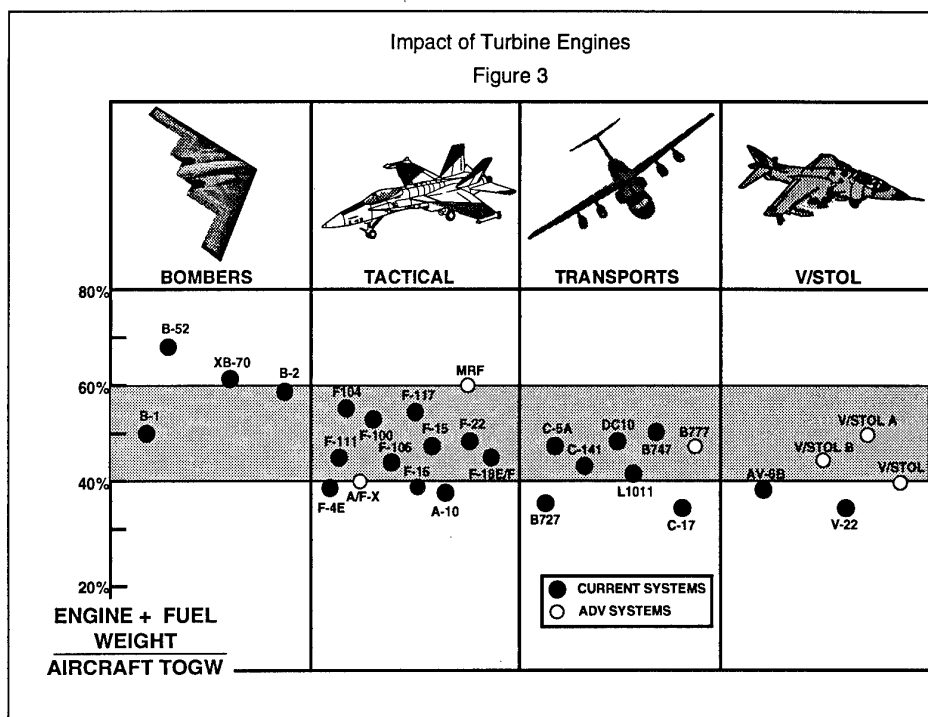 Impact of Turbine Engines
Figure 3
BOMBERS
TACTICAL
TRANSPORTS
V/STOL
80%
60%
40%
20%
B-52
XB-70
B-2
B-1
MRF
F104
F-117
F-100
F-15
F-22
F-111
F-106
F-16
F-18E/F
F-4E
A/F-X
A-10
C-5A
DC10
B777
C-141
B747
L1011
B727
C-17
V/STOL A
V/STOL B
AV-8B
V/STOL
V-22
CURRENT SYSTEMS
ADV SYSTEMS
ENGINE + FUEL
WEIGHT
AIRCRAFT TOGW